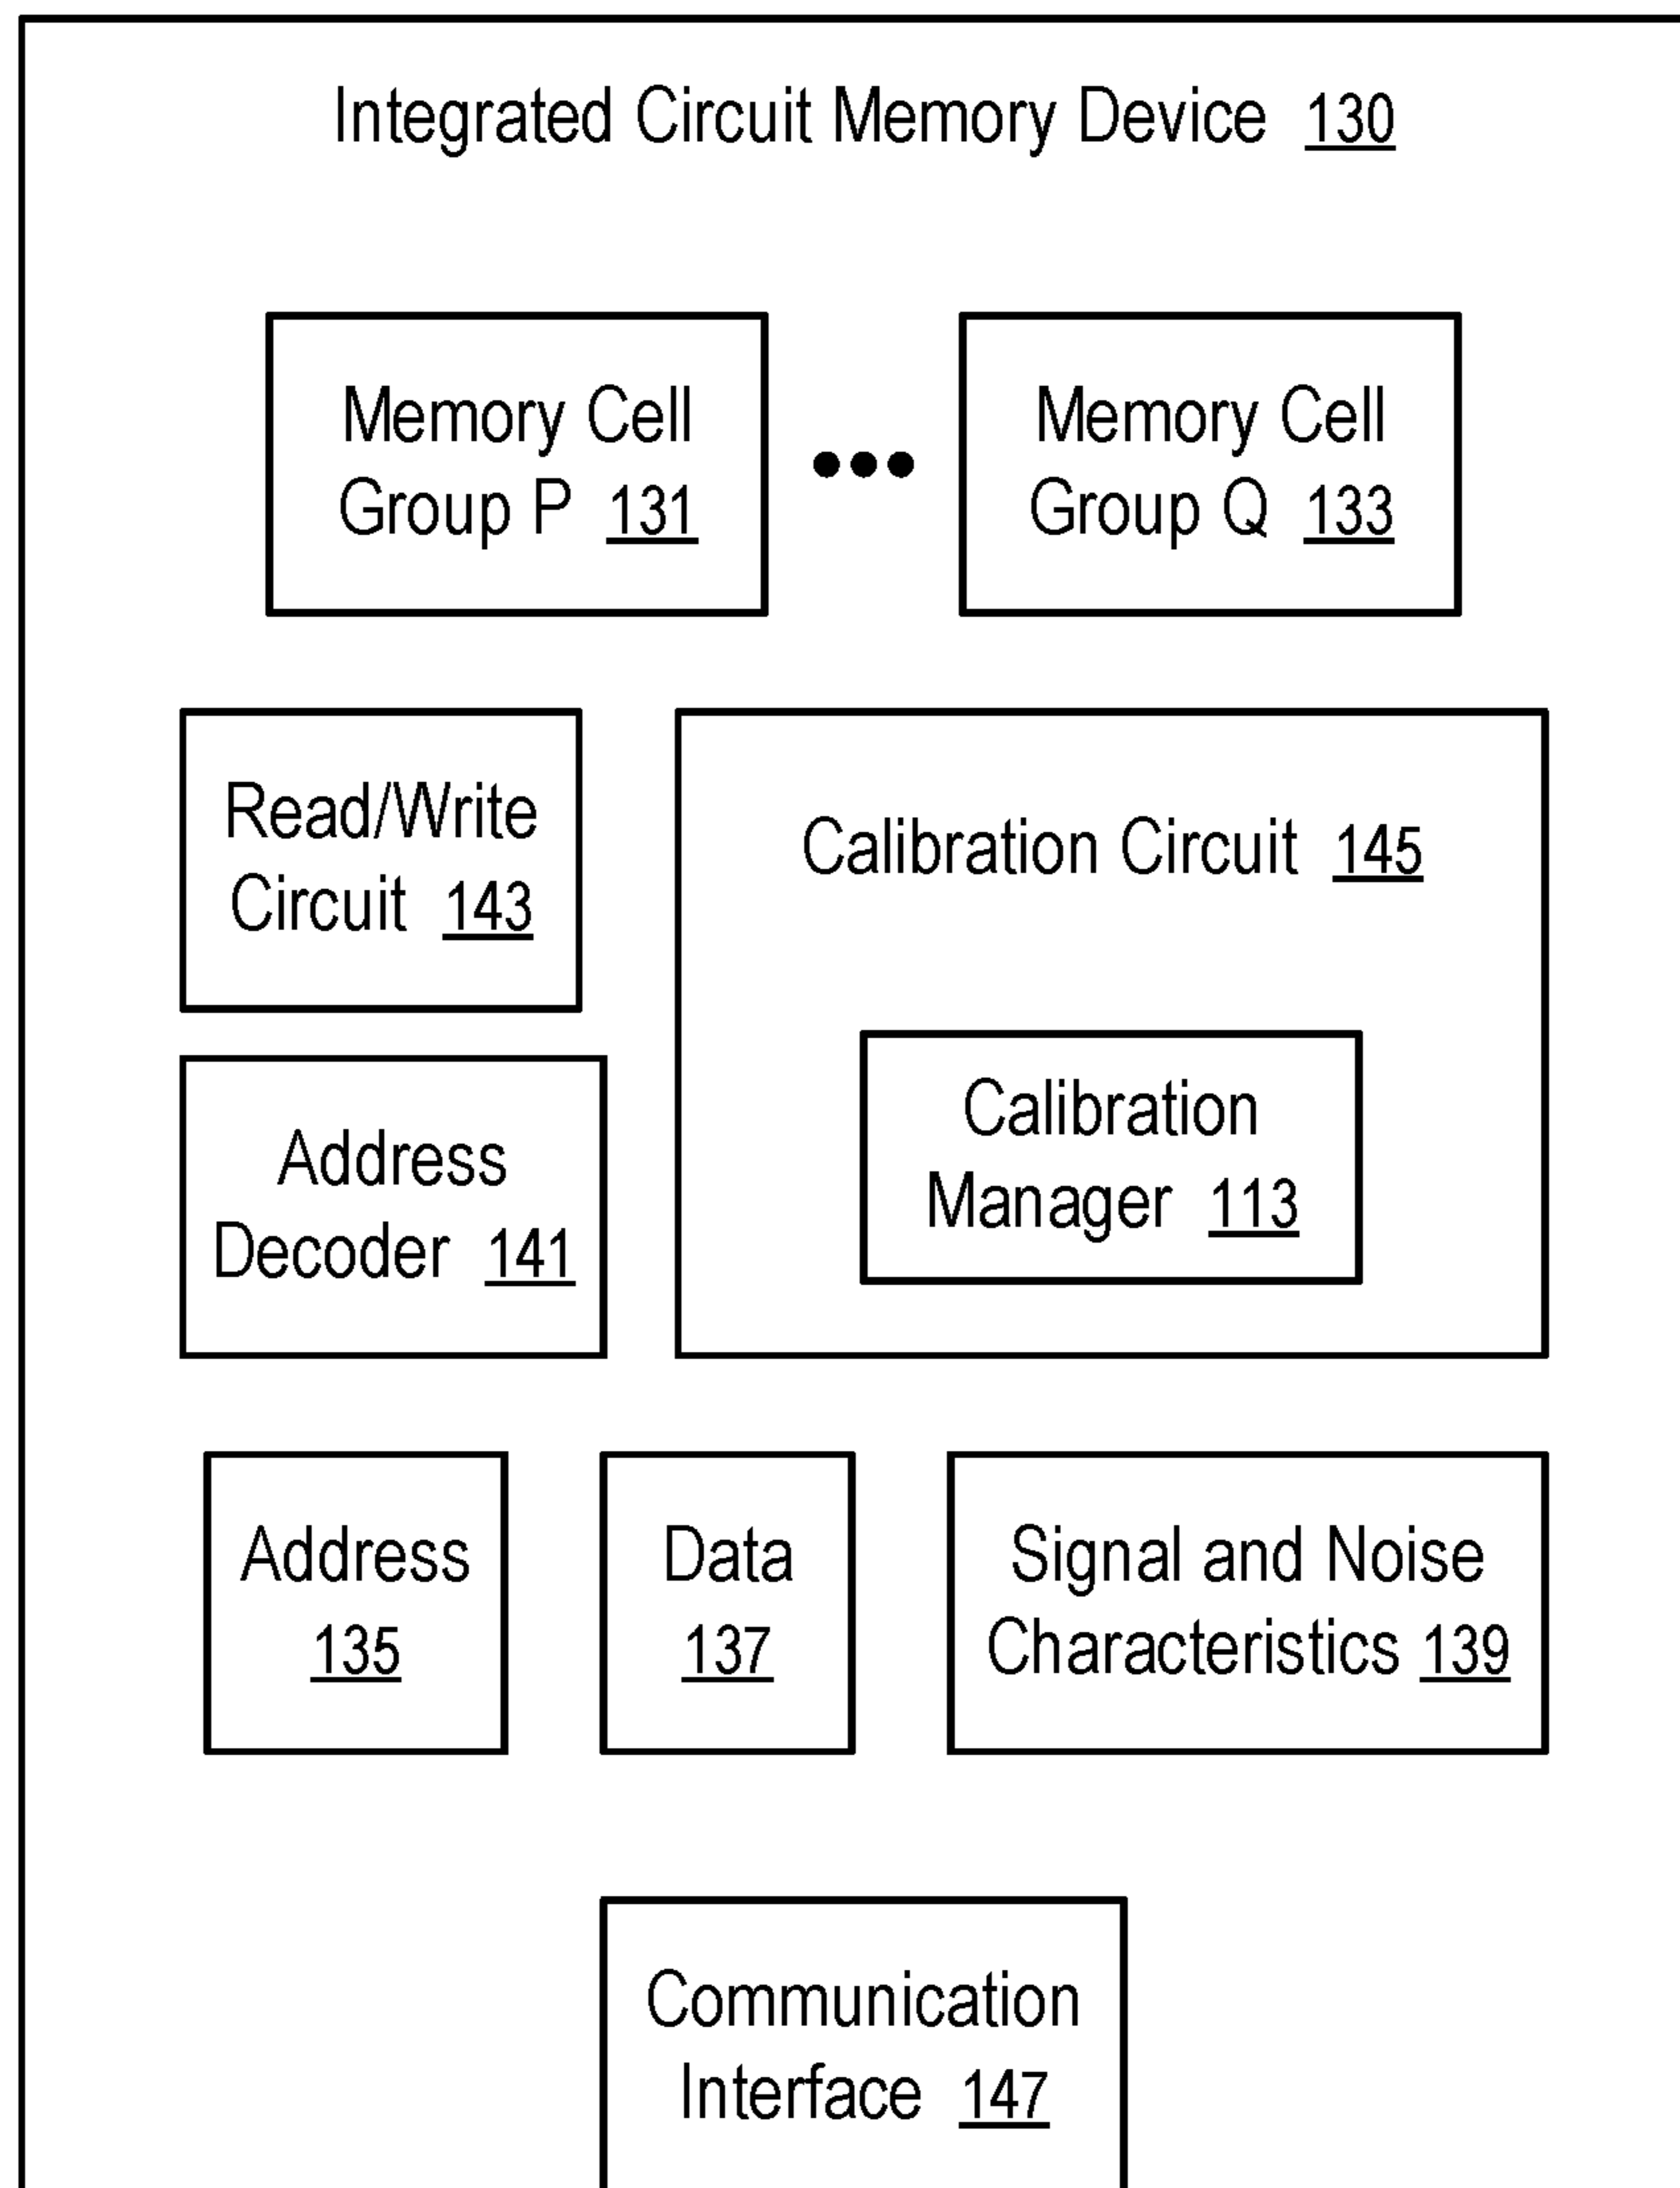 Integrated Circuit Memory Device 130
Memory Cell
Group P 131
Memory Cell
Group Q 133
Read/Write
Circuit 143
Calibration Circuit 145
Calibration
Manager 113
Address
Decoder 141
Address
135
Data
137
Signal and Noise
Characteristics 139
Communication
Interface 147